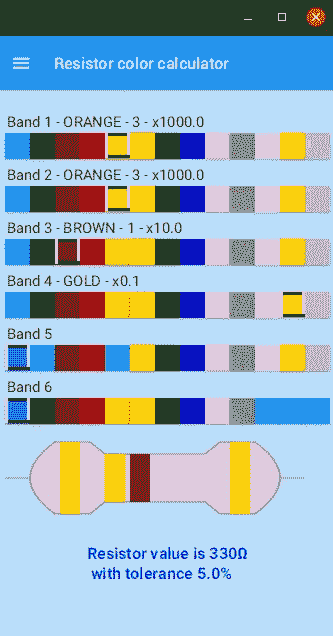 Resistor color calculator
Band 1 - ORANGE - 3 - x1000.0
Band 2 - ORANGE - 3 - x1000.0
Band 3 - BROWN - 1 - x10.0
Band 4 - GOLD - x0.1
Band 5
Band 6
Resistor value is 330Ω
with tolerance 5.0%